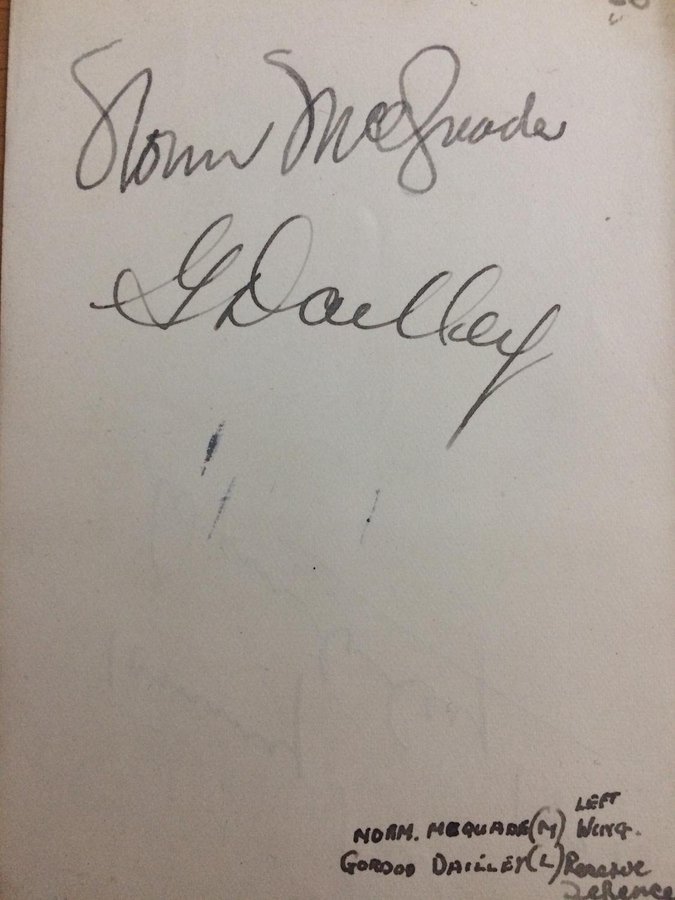 Norm McQuade
G Dailley
LEFT
NORM. MCQUADE (M) WING.
GORDON DAILLEY (L) Reserve
Defence